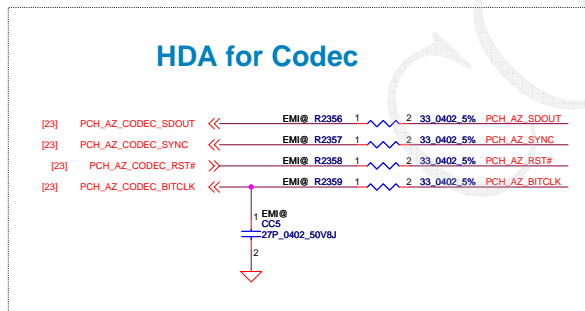 HDA for Codec
[23] PCH_AZ_CODEC_SDOUT EMI@ R2356 1 2 33_0402_5% PCH_AZ_SDOUT
[23] PCH_AZ_CODEC_SYNC EMI@ R2357 1 2 33_0402_5% PCH_AZ_SYNC
[23] PCH_AZ_CODEC_RST# EMI@ R2358 1 2 33_0402_5% PCH_AZ_RST#
[23] PCH_AZ_CODEC_BITCLK EMI@ R2359 1 2 33_0402_5% PCH_AZ_BITCLK
1 EMI@
CC5
27P_0402_50V8J
2